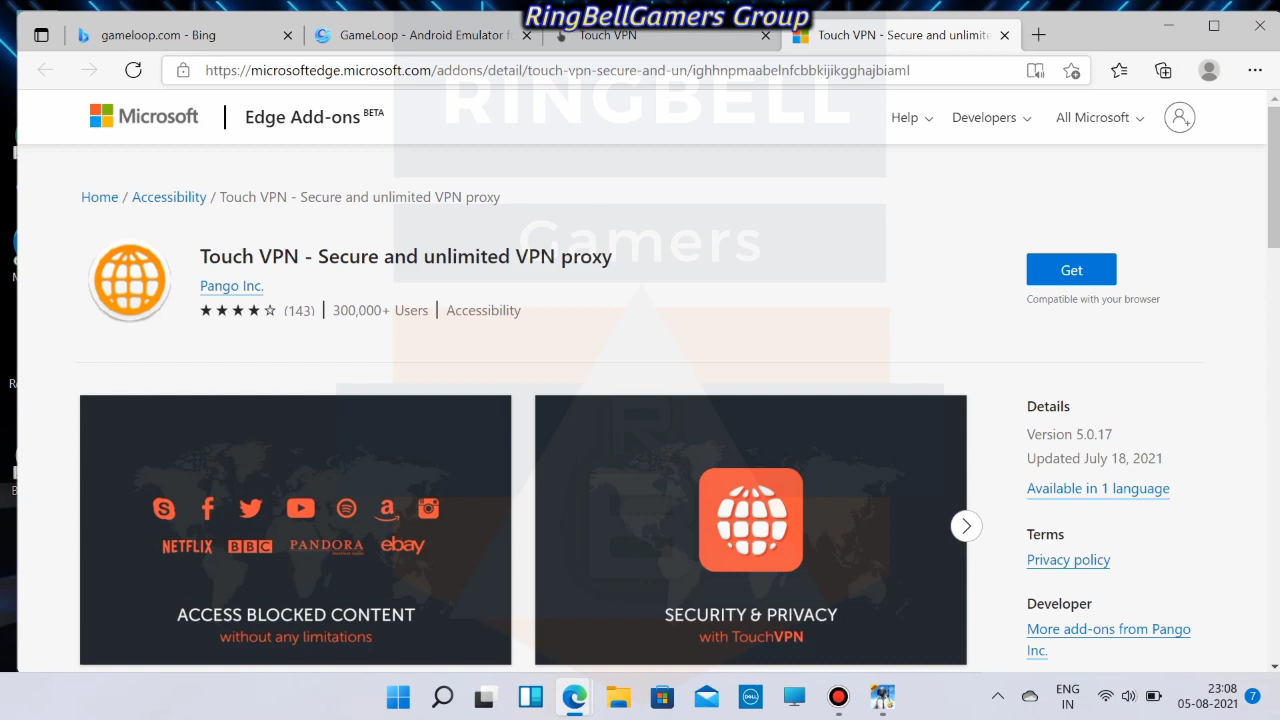 RingBellGamers Group
gameloop.com - Bing
GameLoop - Android Emulator f
Touch VPN
Touch VPN - Secure and unlimite
https://microsoftedge.microsoft.com/addons/detail/touch-vpn-secure-and-un/ighhnpmaabelnfcbbkijikgghajbiaml
RINGBELL
Microsoft
Edge Add-ons BETA
Help
Developers
All Microsoft
Home / Accessibility / Touch VPN - Secure and unlimited VPN proxy
Gamers
Touch VPN - Secure and unlimited VPN proxy
Get
Pango Inc.
Compatible with your browser
(143) | 300,000+ Users | Accessibility
Details
Version 5.0.17
Updated July 18, 2021
Available in 1 language
NETFLIX BBC PANDORA ebay
Terms
Privacy policy
Developer
ACCESS BLOCKED CONTENT
without any limitations
SECURITY & PRIVACY
with TouchVPN
More add-ons from Pango
Inc.
DELL
ENG
IN
23:08
05-08-2021
7